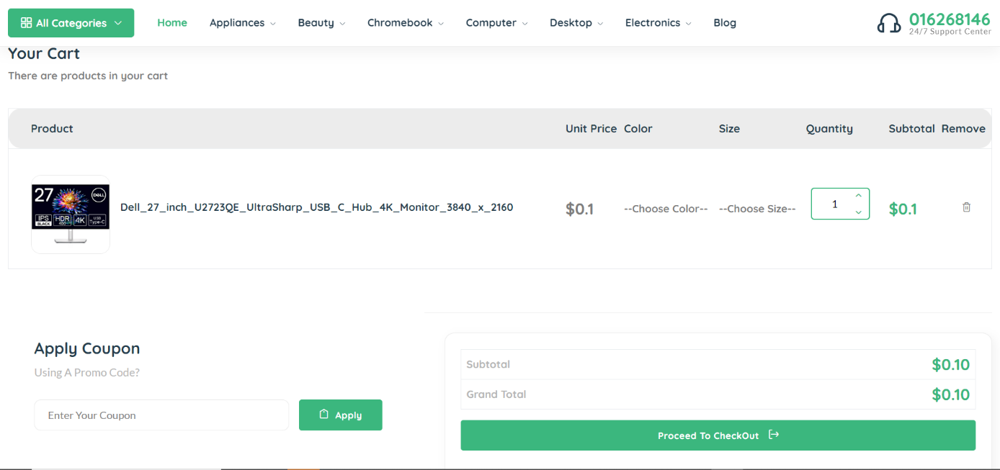 All Categories Home Appliances Beauty Chromebook Computer Desktop Electronics Blog 016268146
24/7 Support Center
Your Cart
There are products in your cart
Product Unit Price Color Size Quantity Subtotal Remove
27 DELL
IPS BLACK HDR 400 4K USB Type-C
Dell_27_inch_U2723QE_UltraSharp_USB_C_Hub_4K_Monitor_3840_x_2160 $0.1 --Choose Color-- --Choose Size-- 1 $0.1
Apply Coupon
Using A Promo Code?
Enter Your Coupon Apply
Subtotal $0.10
Grand Total $0.10
Proceed To CheckOut